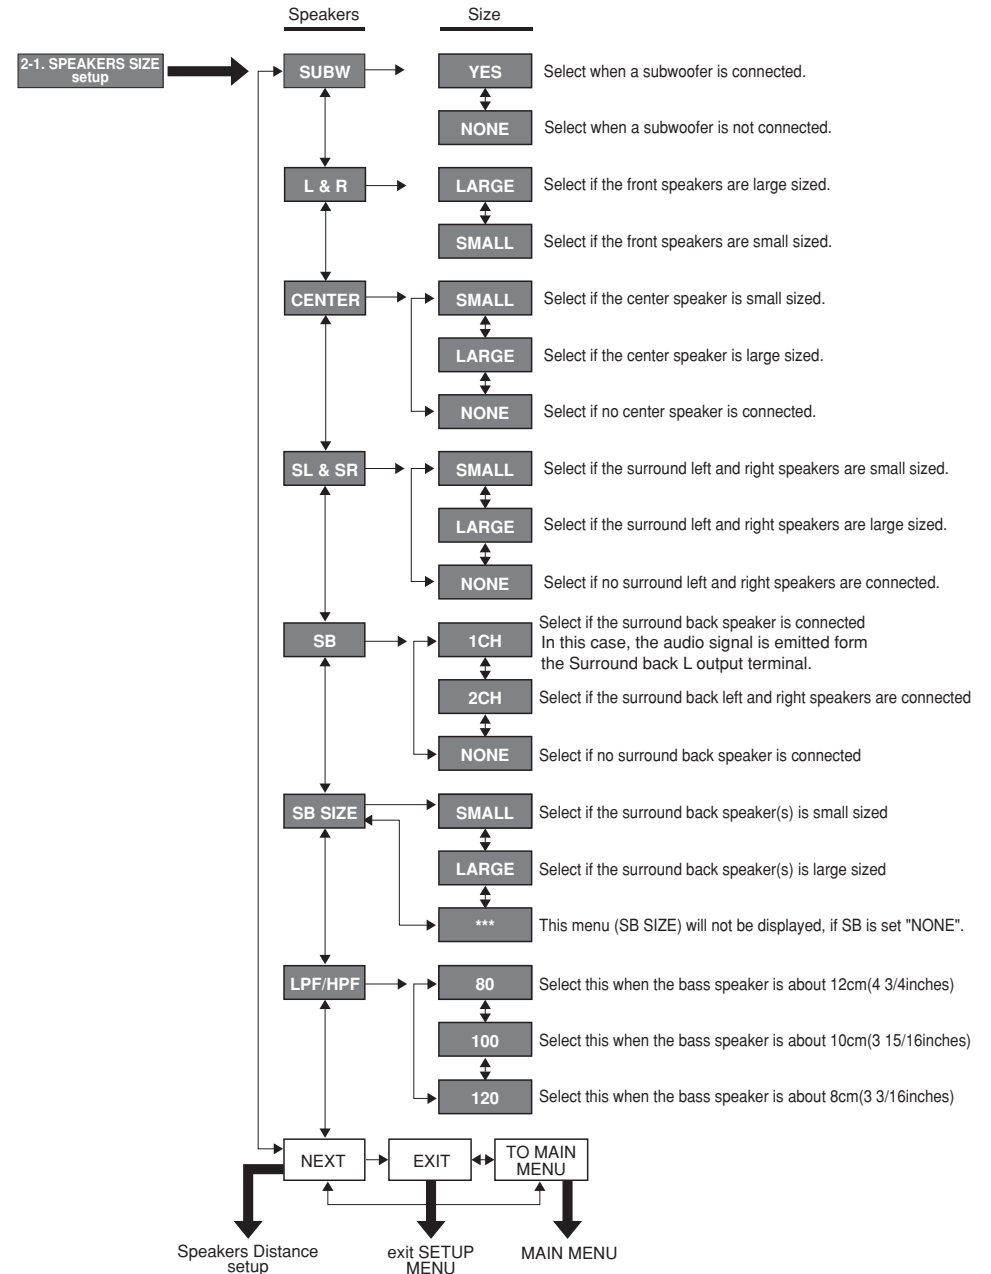 Speakers Size
2-1. SPEAKERS SIZE
setup
SUBW YES Select when a subwoofer is connected.
NONE Select when a subwoofer is not connected.
L & R LARGE Select if the front speakers are large sized.
SMALL Select if the front speakers are small sized.
CENTER SMALL Select if the center speaker is small sized.
LARGE Select if the center speaker is large sized.
NONE Select if no center speaker is connected.
SL & SR SMALL Select if the surround left and right speakers are small sized.
LARGE Select if the surround left and right speakers are large sized.
NONE Select if no surround left and right speakers are connected.
SB 1CH Select if the surround back speaker is connected
In this case, the audio signal is emitted form
the Surround back L output terminal.
2CH Select if the surround back left and right speakers are connected
NONE Select if no surround back speaker is connected
SB SIZE SMALL Select if the surround back speaker(s) is small sized
LARGE Select if the surround back speaker(s) is large sized
*** This menu (SB SIZE) will not be displayed, if SB is set "NONE".
LPF/HPF 80 Select this when the bass speaker is about 12cm(4 3/4inches)
100 Select this when the bass speaker is about 10cm(3 15/16inches)
120 Select this when the bass speaker is about 8cm(3 3/16inches)
NEXT EXIT TO MAIN
MENU
Speakers Distance
setup
exit SETUP
MENU
MAIN MENU